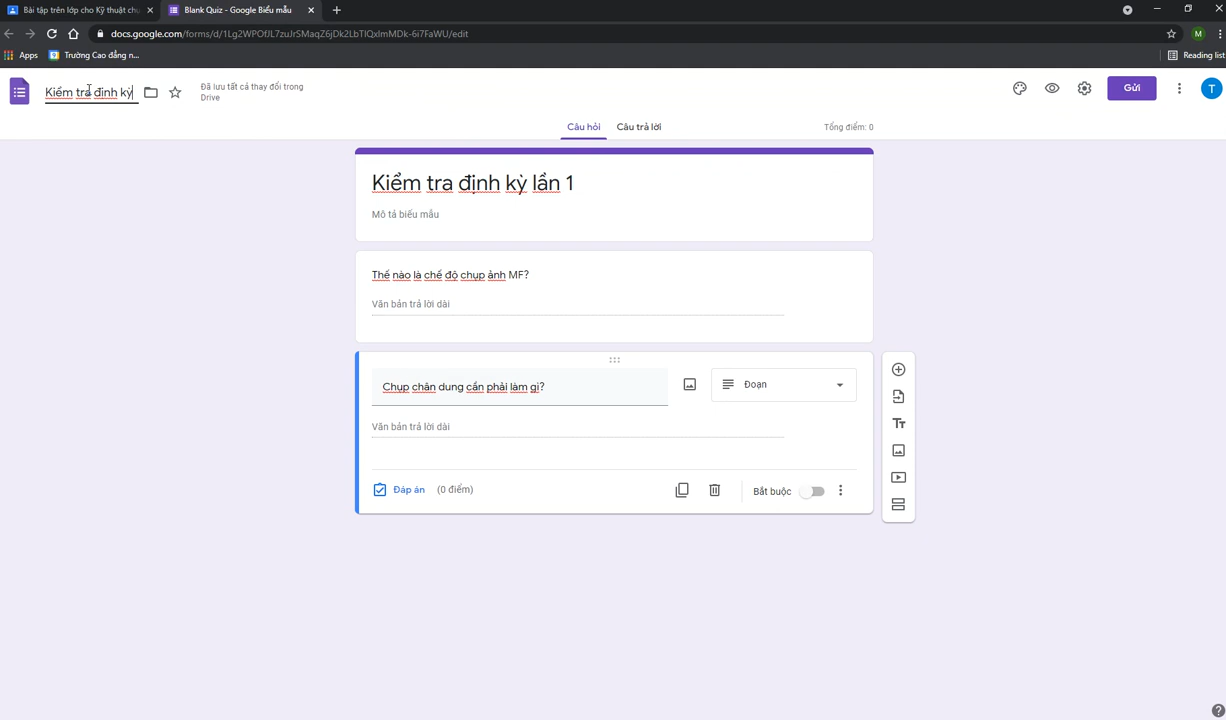 Bài tập trên lớp cho Kỹ thuật chụ
Blank Quiz - Google Biểu mẫu
docs.google.com/forms/d/1Lg2WPOfJL7zuJrSMaqZ6jDk2LbTlQxImMDk-6i7FaWU/edit
M
Apps
Trường Cao đẳng n...
Reading list
Kiểm tra định kỳ
Đã lưu tất cả thay đổi trong
Drive
Gửi
T
Câu hỏi
Câu trả lời
Tổng điểm: 0
Kiểm tra định kỳ lần 1
Mô tả biểu mẫu
Thế nào là chế độ chụp ảnh MF?
Văn bản trả lời dài
Chụp chân dung cần phải làm gì?
Đoạn
Văn bản trả lời dài
Đáp án
(0 điểm)
Bắt buộc